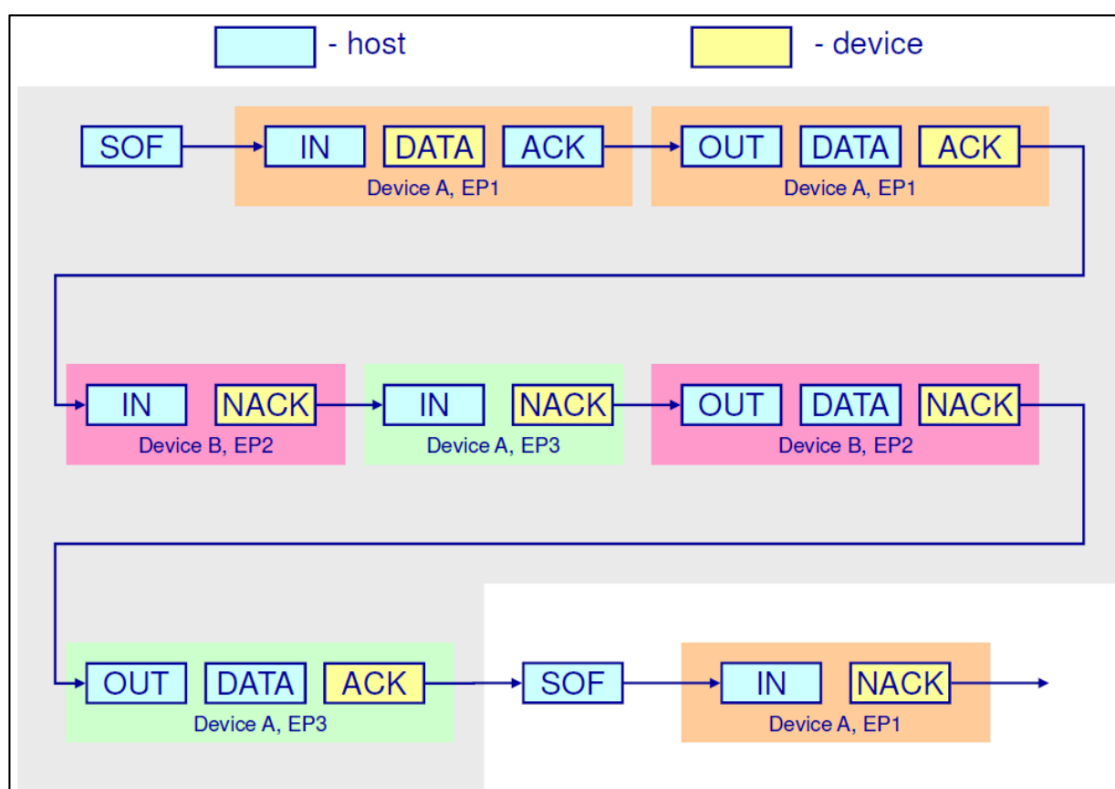 - host - device
SOF IN DATA ACK OUT DATA ACK
Device A, EP1 Device A, EP1
IN NACK IN NACK OUT DATA NACK
Device B, EP2 Device A, EP3 Device B, EP2
OUT DATA ACK SOF IN NACK
Device A, EP3 Device A, EP1